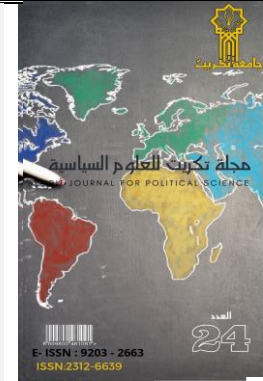 جامعة تكريت
مجلة تكريت للعلوم السياسية
JOURNAL FOR POLITICAL SCIENCE
العدد
24
E- ISSN : 9203 - 2663
ISSN:2312-6639